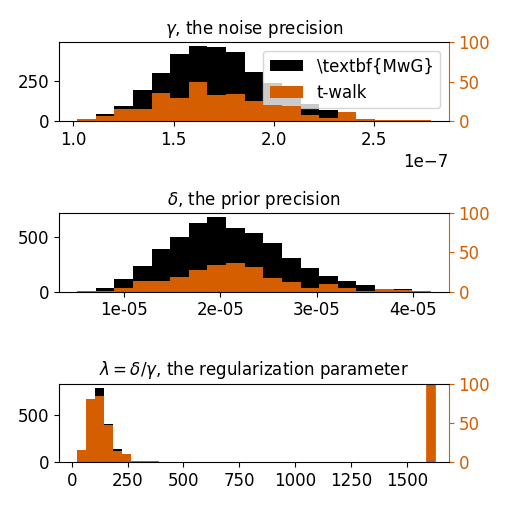 γ, the noise precision
100
250
\textbf{MwG}
50
t-walk
0
0
1.0
1.5
2.0
2.5
1e−7
δ, the prior precision
100
500
50
0
0
1e-05
2e-05
3e-05
4e-05
λ = δ/γ, the regularization parameter
100
500
50
0
0
0
250
500
750
1000
1250
1500